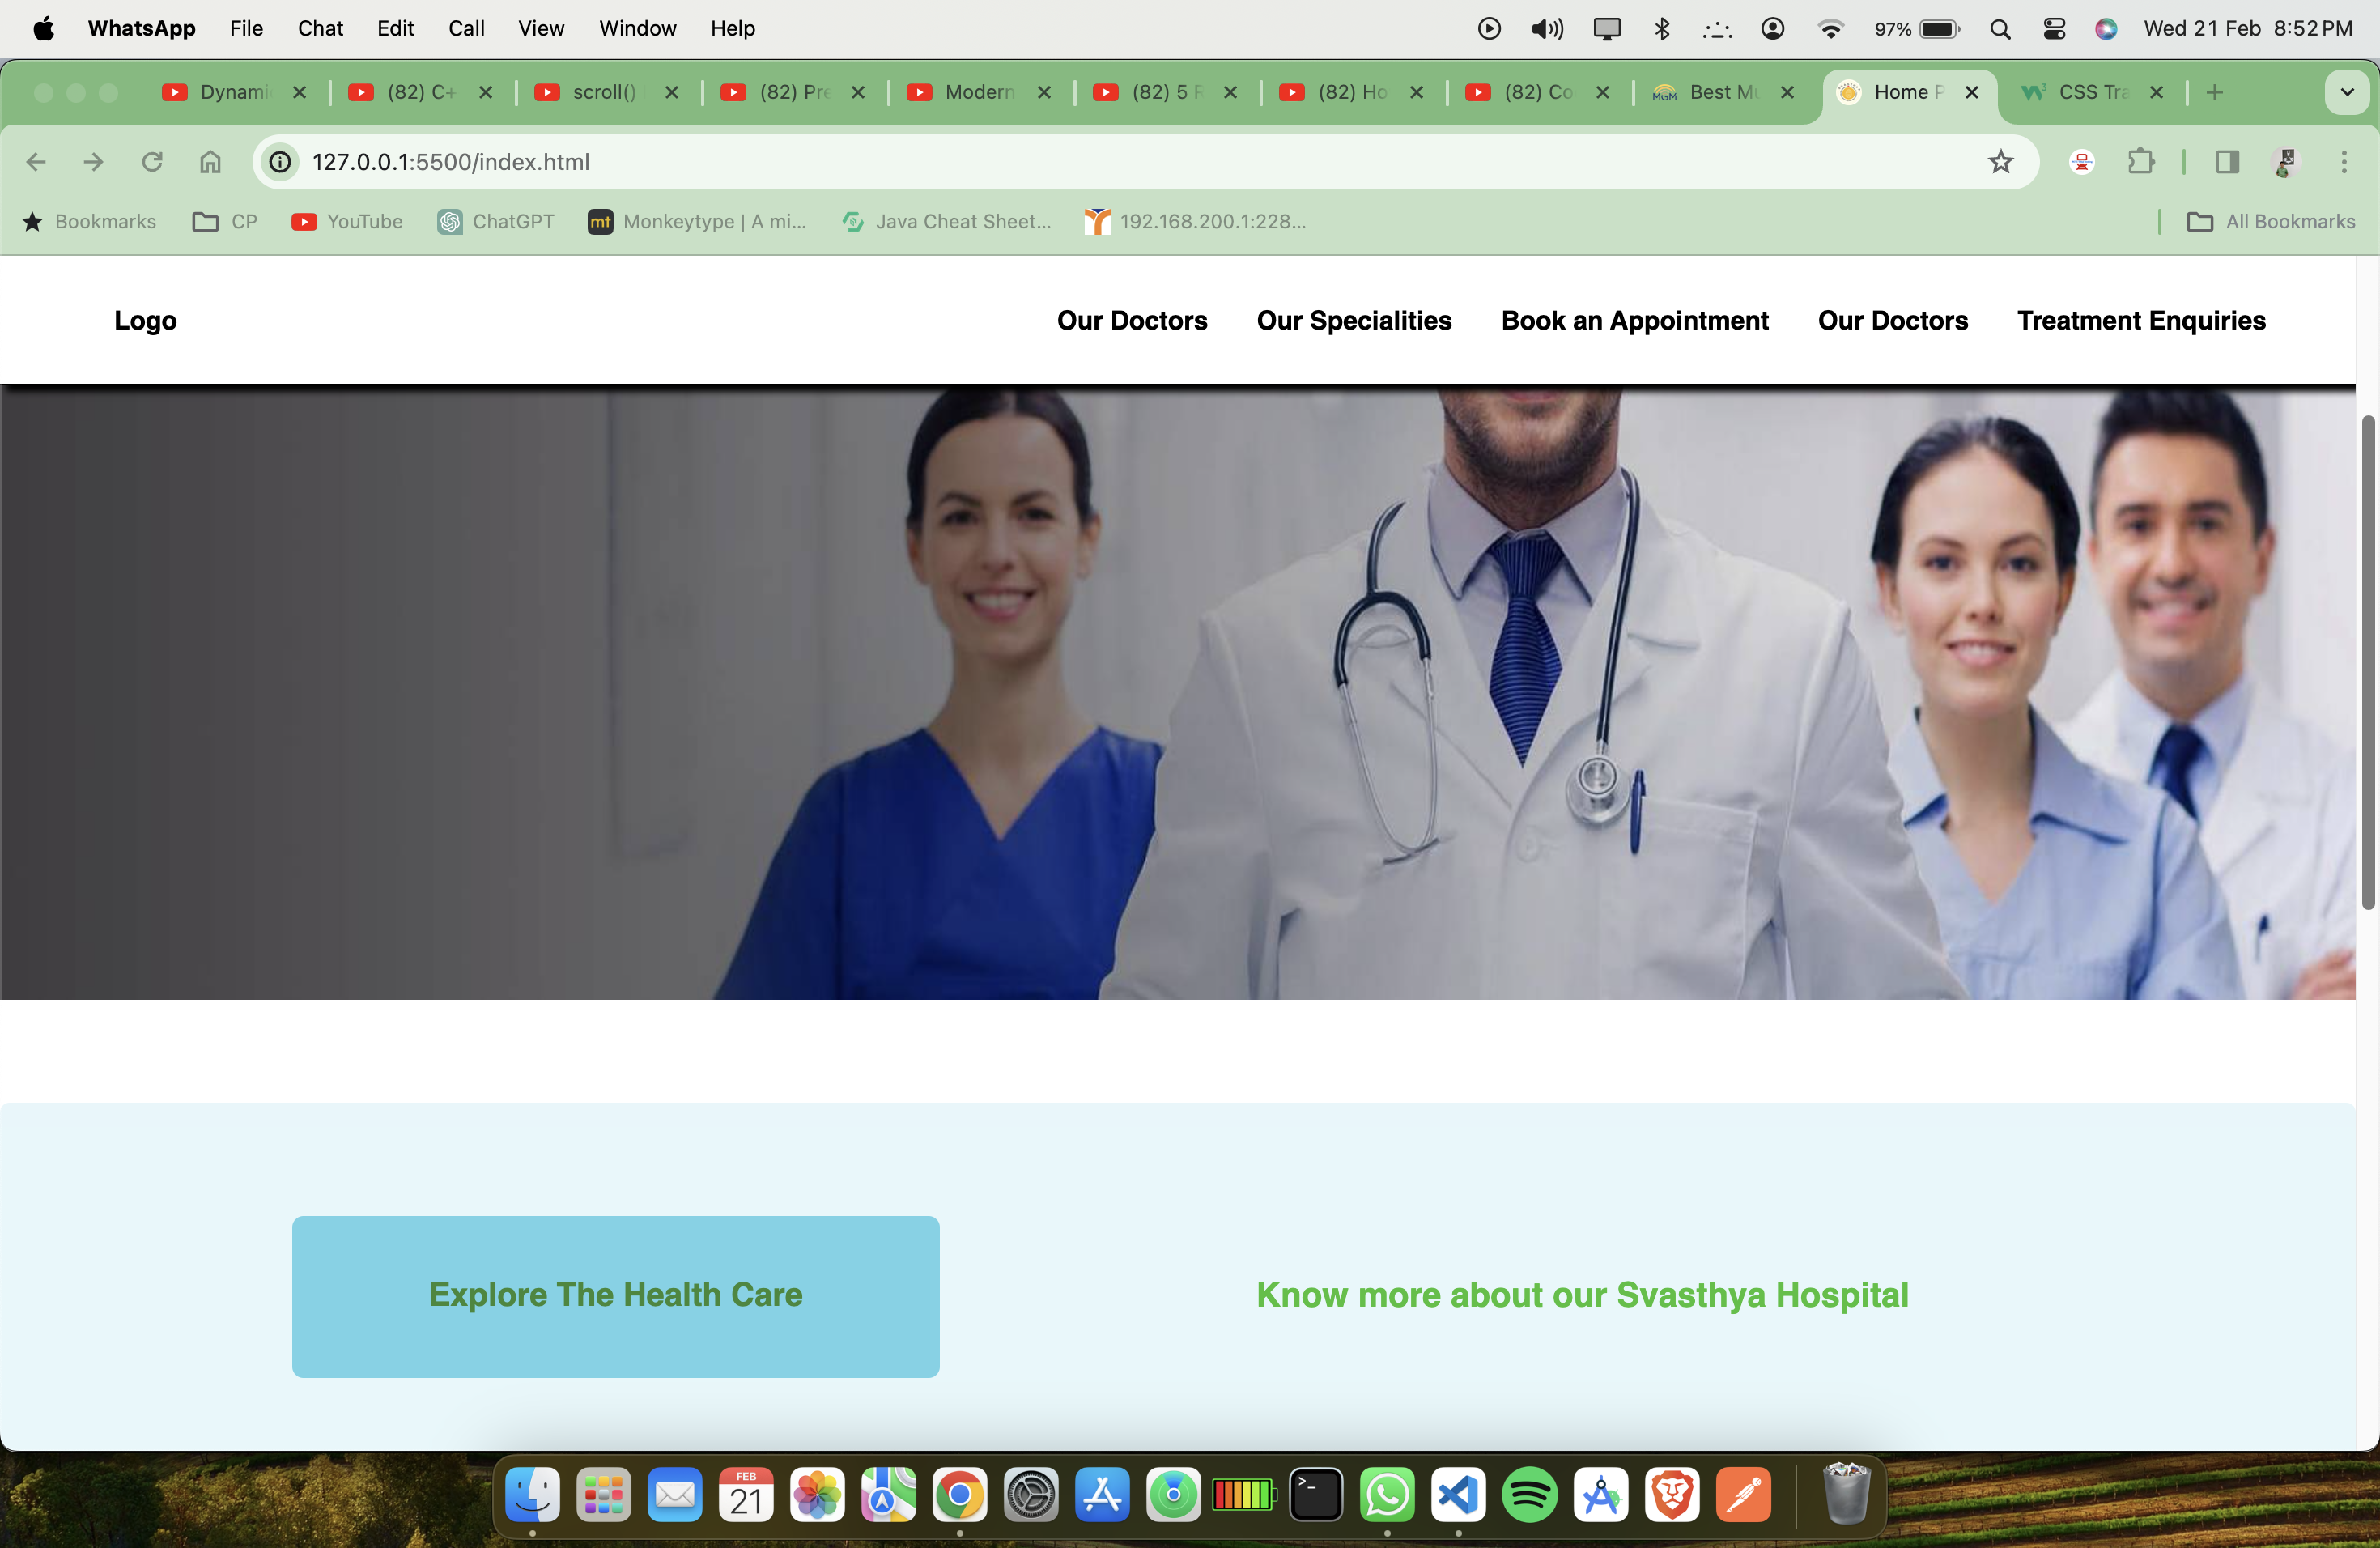 WhatsApp File Chat Edit Call View Window Help 97% Wed 21 Feb 8:52 PM
Dynami (82) C+ scroll() (82) Pre Modern (82) 5 (82) Ho (82) Co MGM Best Mu Home P CSS Tra
127.0.0.1:5500/index.html
Bookmarks CP YouTube ChatGPT mt Monkeytype | A mi... Java Cheat Sheet... 192.168.200.1:228... All Bookmarks
Logo Our Doctors Our Specialities Book an Appointment Our Doctors Treatment Enquiries
Explore The Health Care Know more about our Svasthya Hospital
FEB
21